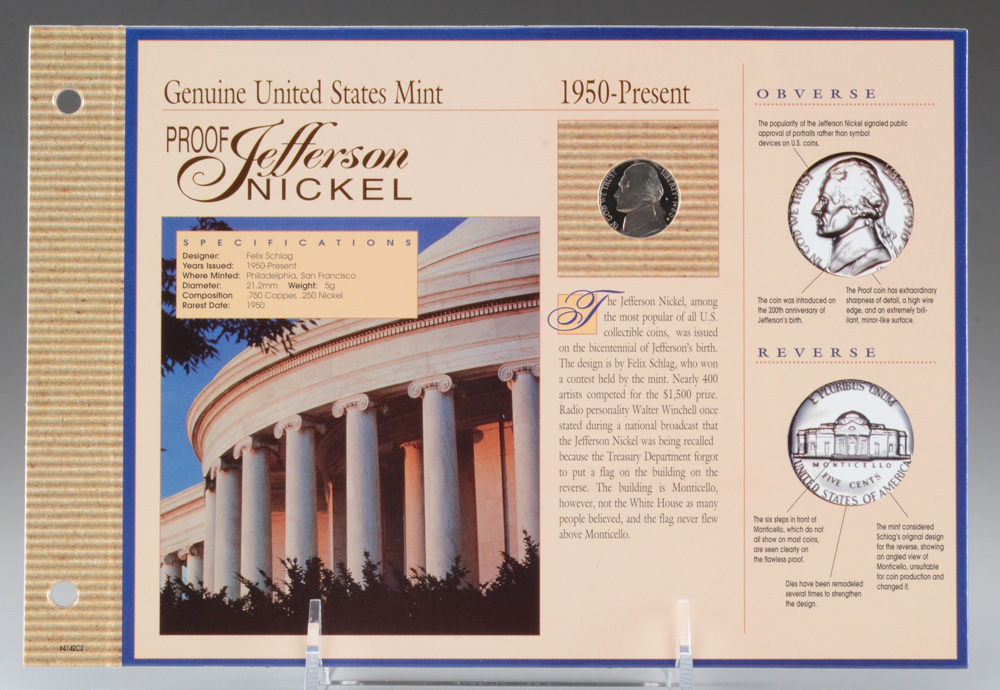 Genuine United States Mint
PROOF Jefferson
NICKEL
SPECIFICATIONS
Designer: Felix Schlag
Years Issued: 1950-Present
Where Minted: Philadelphia, San Francisco
Diameter: 21.2mm Weight: 5g
Composition .750 Copper, .250 Nickel
Rarest Date: 1950
#4142C2
1950-Present
IN GOD WE TRUST LIBERTY
The Jefferson Nickel, among
the most popular of all U.S.
collectible coins, was issued
on the bicentennial of Jefferson's birth.
The design is by Felix Schlag, who won
a contest held by the mint. Nearly 400
artists competed for the $1,500 prize.
Radio personality Walter Winchell once
stated during a national broadcast that
the Jefferson Nickel was being recalled
because the Treasury Department forgot
to put a flag on the building on the
reverse. The building is Monticello,
however, not the White House as many
people believed, and the flag never flew
above Monticello.
OBVERSE
The popularity of the Jefferson Nickel signaled public
approval of portraits rather than symbol
devices on U.S. coins.
IN GOD WE TRUST LIBERTY
The coin was introduced on
the 200th anniversary of
Jefferson's birth.
The Proof coin has extraordinary
sharpness of detail, a high wire
edge, and an extremely bril-
liant, mirror-like surface.
REVERSE
E PLURIBUS UNUM
MONTICELLO
FIVE CENTS
UNITED STATES OF AMERICA
The six steps in front of
Monticello, which do not
all show on most coins,
are seen clearly on
the flawless proof.
Dies have been remodeled
several times to strengthen
the design.
The mint considered
Schlag's original design
for the reverse, showing
an angled view of
Monticello, unsuitable
for coin production and
changed it.